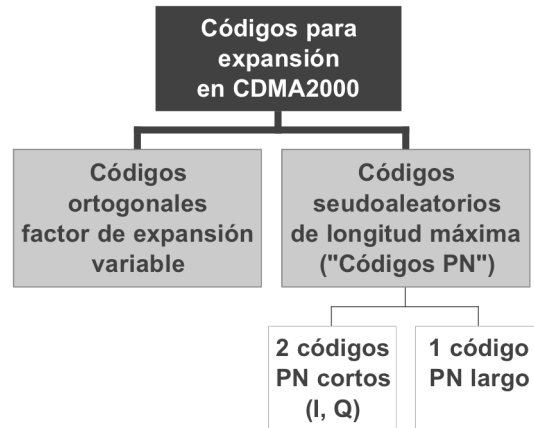 Códigos para
expansión
en CDMA2000
Códigos
ortogonales
factor de expansión
variable
Códigos
seudoaleatorios
de longitud máxima
("Códigos PN")
2 códigos
PN cortos
(I, Q)
1 código
PN largo